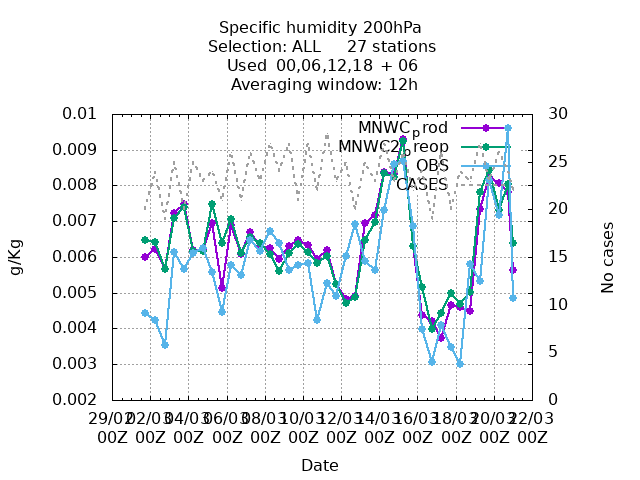 Specific humidity 200hPa
Selection: ALL 27 stations
Used 00,06,12,18 + 06
Averaging window: 12h
MNWC_prod
MNWC2_preop
OBS
CASES
0.01
0.009
0.008
0.007
0.006
0.005
0.004
0.003
0.002
g/Kg
30
25
20
15
10
5
0
No cases
29/02 02/03 04/03 06/03 08/03 10/03 12/03 14/03 16/03 18/03 20/03 22/03
00Z 00Z 00Z 00Z 00Z 00Z 00Z 00Z 00Z 00Z 00Z 00Z
Date